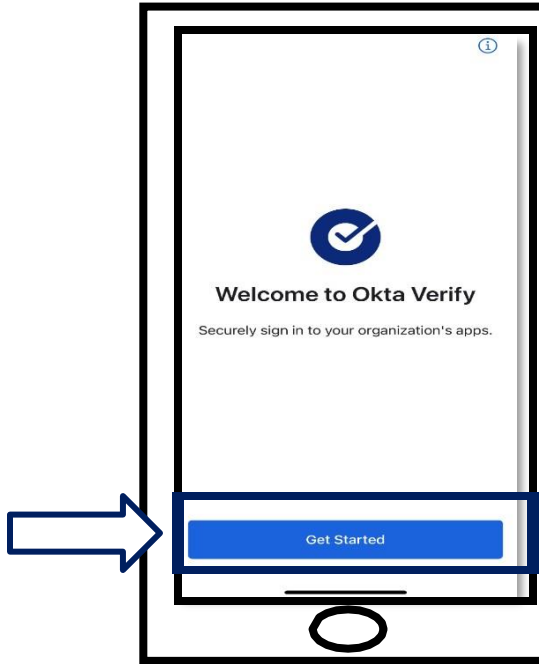 Welcome to Okta Verify
Securely sign in to your organization's apps.
Get Started